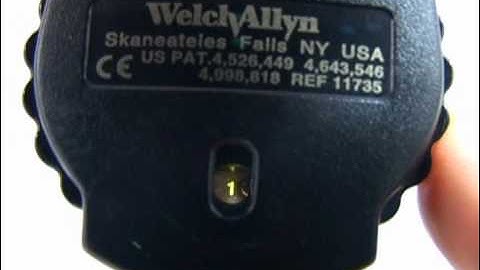 WelchAllyn
Skaneateles Falls NY USA
US PAT.4,526,449 4,643,546
CE 4,998,818 REF 11735
1